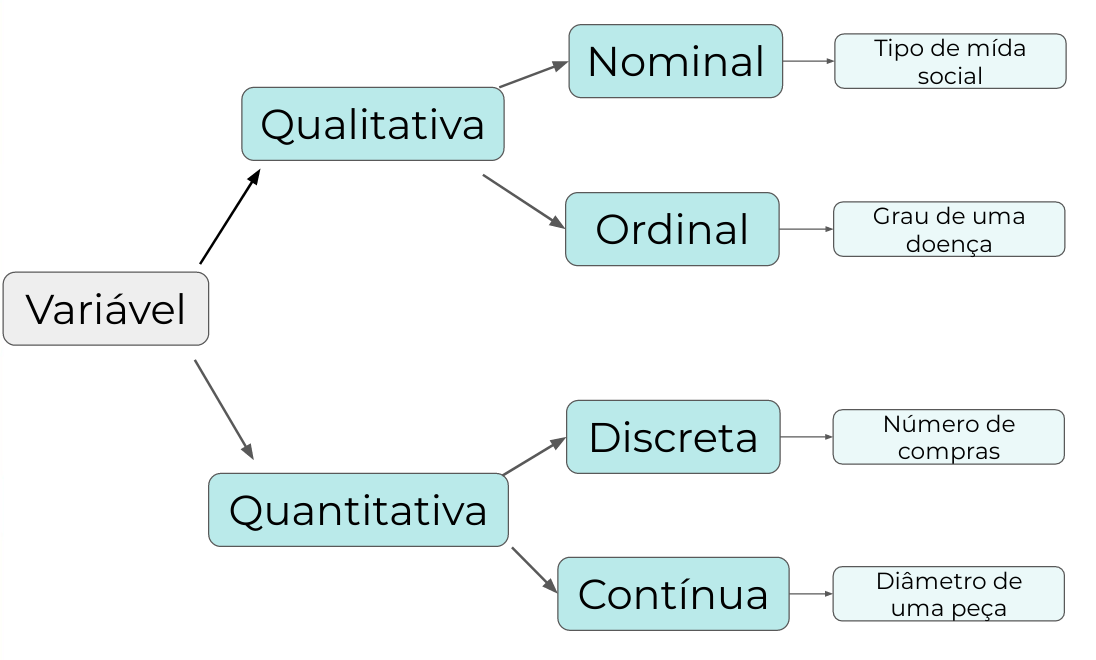 Nominal
Tipo de mída
social
Qualitativa
Ordinal
Grau de uma
doença
Variável
Discreta
Número de
compras
Quantitativa
Contínua
Diâmetro de
uma peça